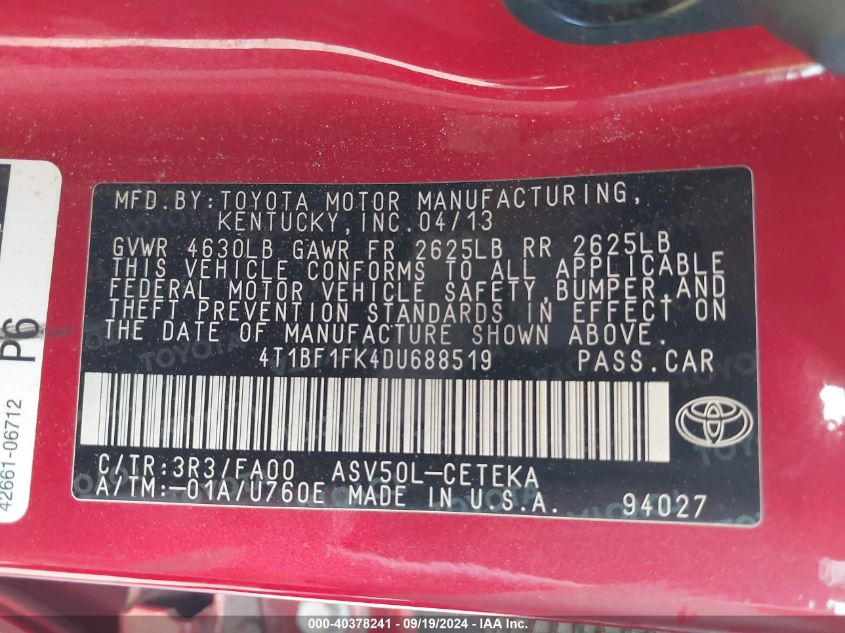 MFD.BY:TOYOTA MOTOR MANUFACTURING,
KENTUCKY,INC.04/13
GVWR 4630LB GAWR FR 2625LB RR 2625LB
THIS VEHICLE CONFORMS TO ALL APPLICABLE
FEDERAL MOTOR VEHICLE SAFETY,BUMPER,AND
THEFT PREVENTION STANDARDS IN EFFECT ON
THE DATE OF MANUFACTURE SHOWN ABOVE.
4T1BF1FK4DU688519 PASS.CAR
C/TR:3R3/FA00 ASV50L-CETEKA
A/TM:-01A/U760E MADE IN U.S.A. 94027
P6
42661-06712
000-40378241 - 09/19/2024 - www.iaai.com